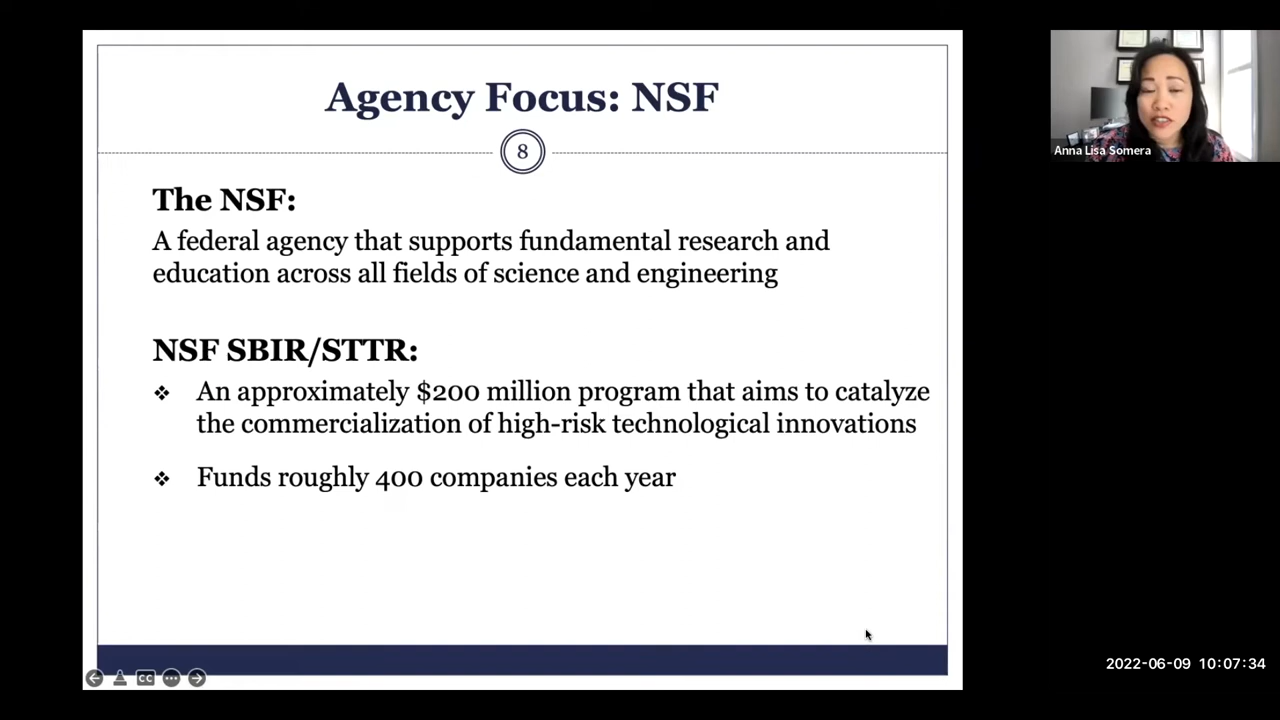 Agency Focus: NSF
8
The NSF:
A federal agency that supports fundamental research and
education across all fields of science and engineering
NSF SBIR/STTR:
❖ An approximately $200 million program that aims to catalyze
the commercialization of high-risk technological innovations
❖ Funds roughly 400 companies each year
CC
Anna Lisa Somera
2022-06-09 10:07:34